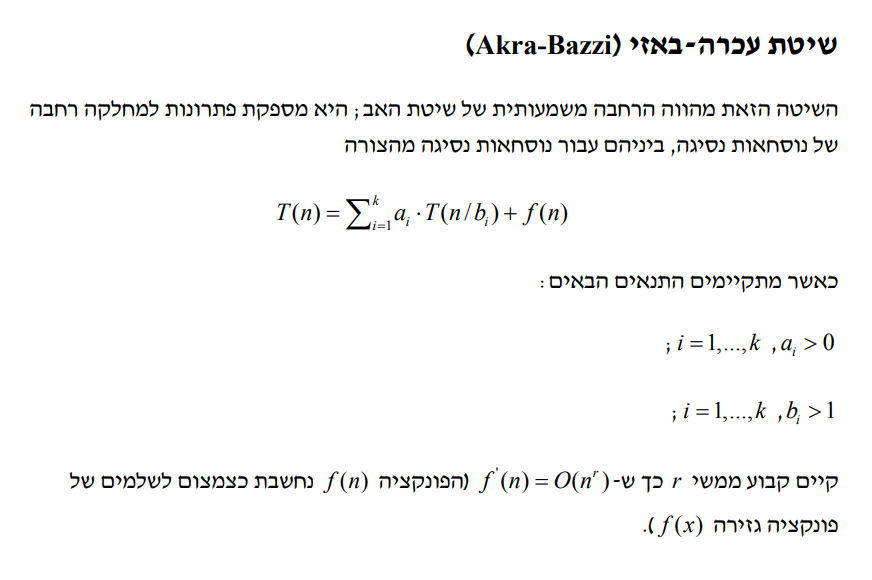 שיטת עכרה-באזי (Akra-Bazzi)
השיטה הזאת מהווה הרחבה משמעותית של שיטת האב; היא מספקת פתרונות למחלקה רחבה
של נוסחאות נסיגה, ביניהם עבור נוסחאות נסיגה מהצורה
T(n) = ∑_{i=1}^{k} a_i · T(n/b_i) + f(n)
כאשר מתקיימים התנאים הבאים:
; i = 1,...,k , a_i > 0
; i = 1,...,k , b_i > 1
קיים קבוע ממשי r כך ש-f'(n) = O(n^r) (הפונקציה f(n) נחשבת כצמצום לשלמים של
פונקציה גזירה f(x)).